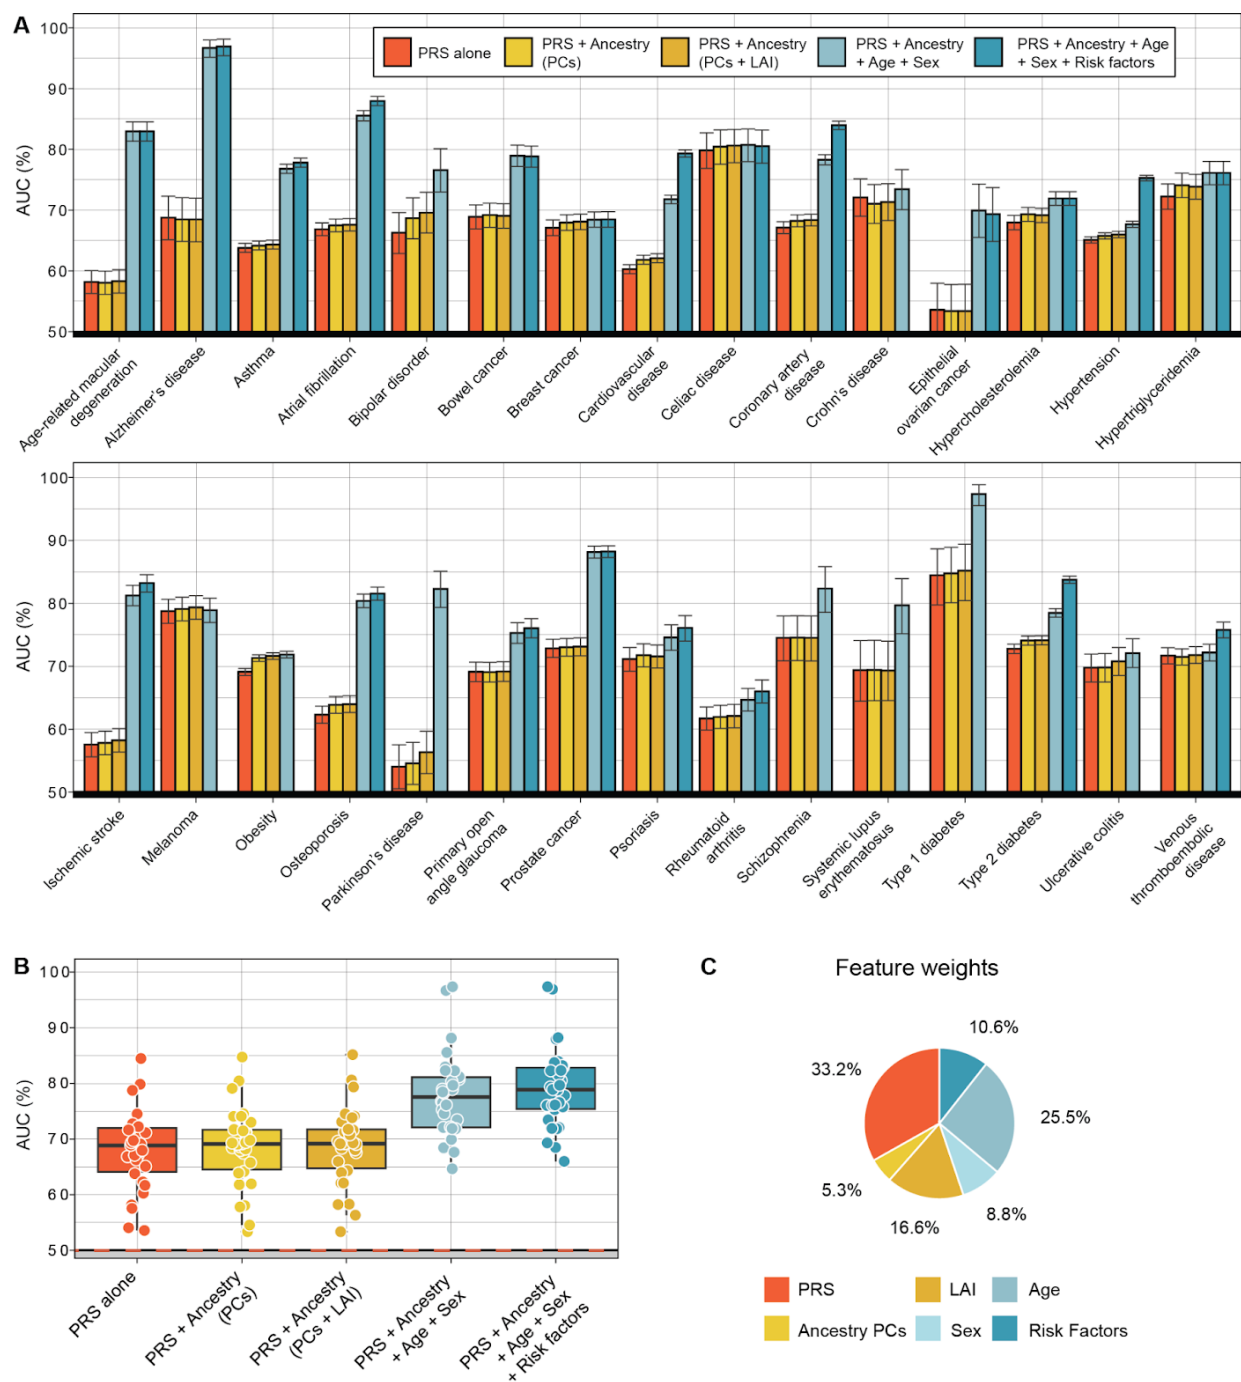 A
100
90
80
70
60
50
AUC (%)
PRS alone
PRS + Ancestry
(PCs)
PRS + Ancestry
(PCs + LAI)
PRS + Ancestry
+ Age + Sex
PRS + Ancestry + Age
+ Sex + Risk factors
Age-related macular
degeneration
Alzheimer's disease
Asthma
Atrial fibrillation
Bipolar disorder
Bowel cancer
Breast cancer
Cardiovascular
disease
Celiac disease
Coronary artery
disease
Crohn's disease
Epithelial
ovarian cancer
Hypercholesterolemia
Hypertension
Hypertriglyceridemia
100
90
80
70
60
50
AUC (%)
Ischemic stroke
Melanoma
Obesity
Osteoporosis
Parkinson's disease
Primary open
angle glaucoma
Prostate cancer
Psoriasis
Rheumatoid
arthritis
Schizophrenia
Systemic lupus
erythematosus
Type 1 diabetes
Type 2 diabetes
Ulcerative colitis
Venous
thromboembolic
disease
B
100
90
80
70
60
50
AUC (%)
PRS alone
PRS + Ancestry
(PCs)
PRS + Ancestry
(PCs + LAI)
PRS + Ancestry
+ Age + Sex
PRS + Ancestry
+ Age + Sex
+ Risk factors
C
Feature weights
10.6%
33.2%
25.5%
5.3%
16.6%
8.8%
PRS
LAI
Age
Ancestry PCs
Sex
Risk Factors